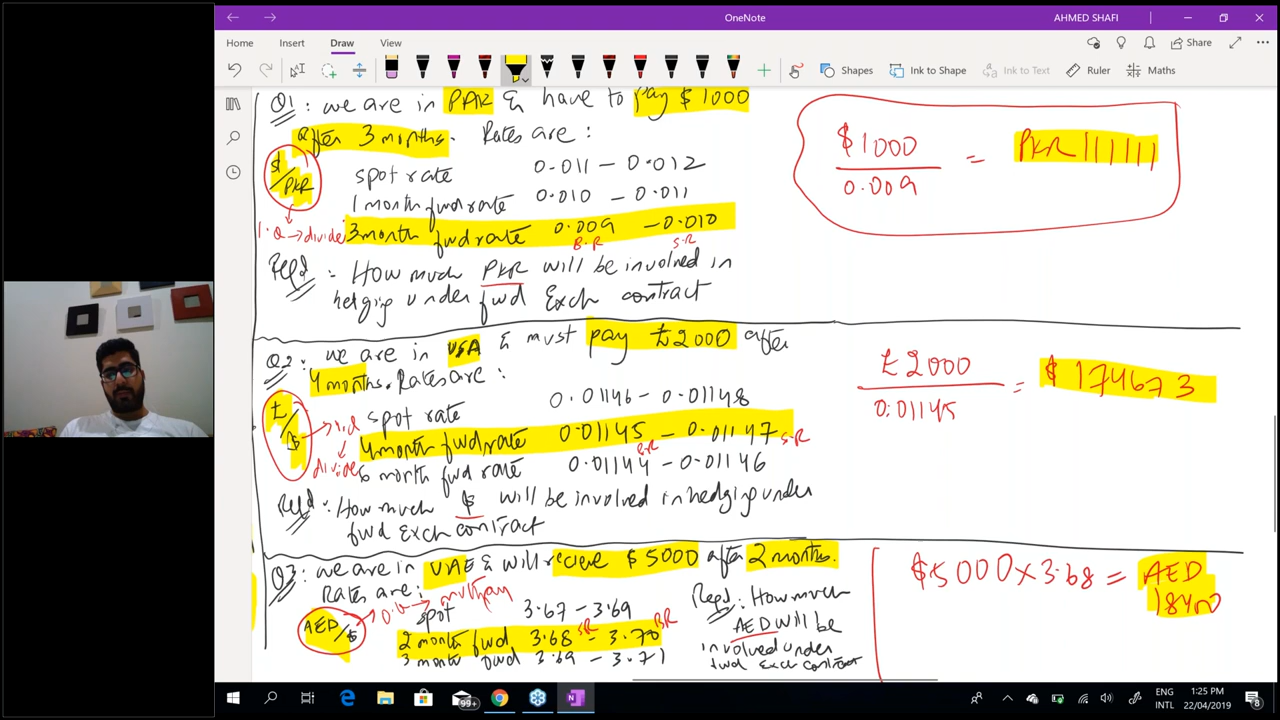 OneNote
AHMED SHAFI
Home Insert Draw View
Share
Shapes
Ink to Shape
Ink to Text
Ruler
Maths
Q1: we are in PAK & have to pay $1000
after 3 months. Rates are:
$/PKR
spot rate 0.011 - 0.012
1 month fwd rate 0.010 - 0.011
I.Q → divide
3 month fwd rate 0.009 - 0.010
B.R S.R
Reqd: How much PKR will be involved in
hedging under fwd Exch contract
$1000
0.009
= PKR 111111
Q2: we are in USA & must pay £2000 after
4 months. Rates are:
£/$
spot rate 0.01146 - 0.01148
I.Q
divide
4 month fwd rate 0.01145 - 0.01147
B.R S.R
6 month fwd rate 0.01144 - 0.01146
Reqd: How much $ will be involved in hedging under
fwd Exch contract
£2000
0.01145
= $ 174673
Q3: we are in UAE & will recieve $5000 after 2 months.
Rates are:
AED/$
D.Q → multiply
spot 3.67 - 3.69
2 month fwd 3.68 - 3.70
SR BR
3 month fwd 3.69 - 3.71
Reqd: How much
AED will be
involved under
fwd Exch contract
$5000 x 3.68 = AED
18400
99+
ENG
INTL
1:25 PM
22/04/2019
8